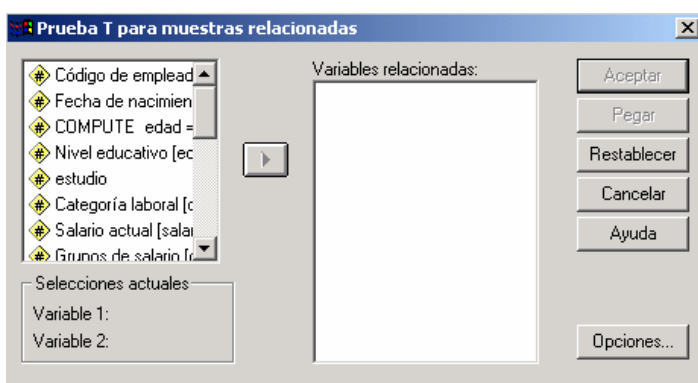 Prueba T para muestras relacionadas
Código de emplead
Fecha de nacimien
COMPUTE edad =
Nivel educativo [ec
estudio
Categoría laboral [c
Salario actual [salar
Grupos de salario [r
Selecciones actuales
Variable 1:
Variable 2:
Variables relacionadas:
Aceptar
Pegar
Restablecer
Cancelar
Ayuda
Opciones...